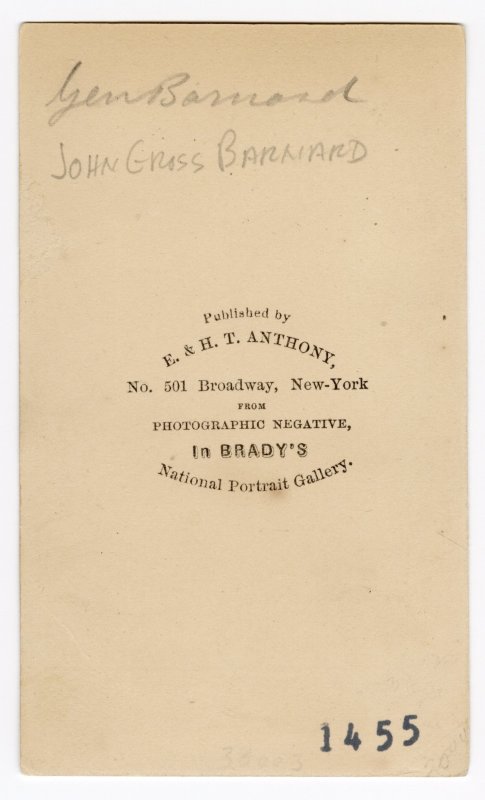 Gen Barnard
JOHN GROSS BARNARD
Published by
E. & H. T. ANTHONY,
No. 501 Broadway, New-York
FROM
PHOTOGRAPHIC NEGATIVE,
In BRADY'S
National Portrait Gallery.
1455